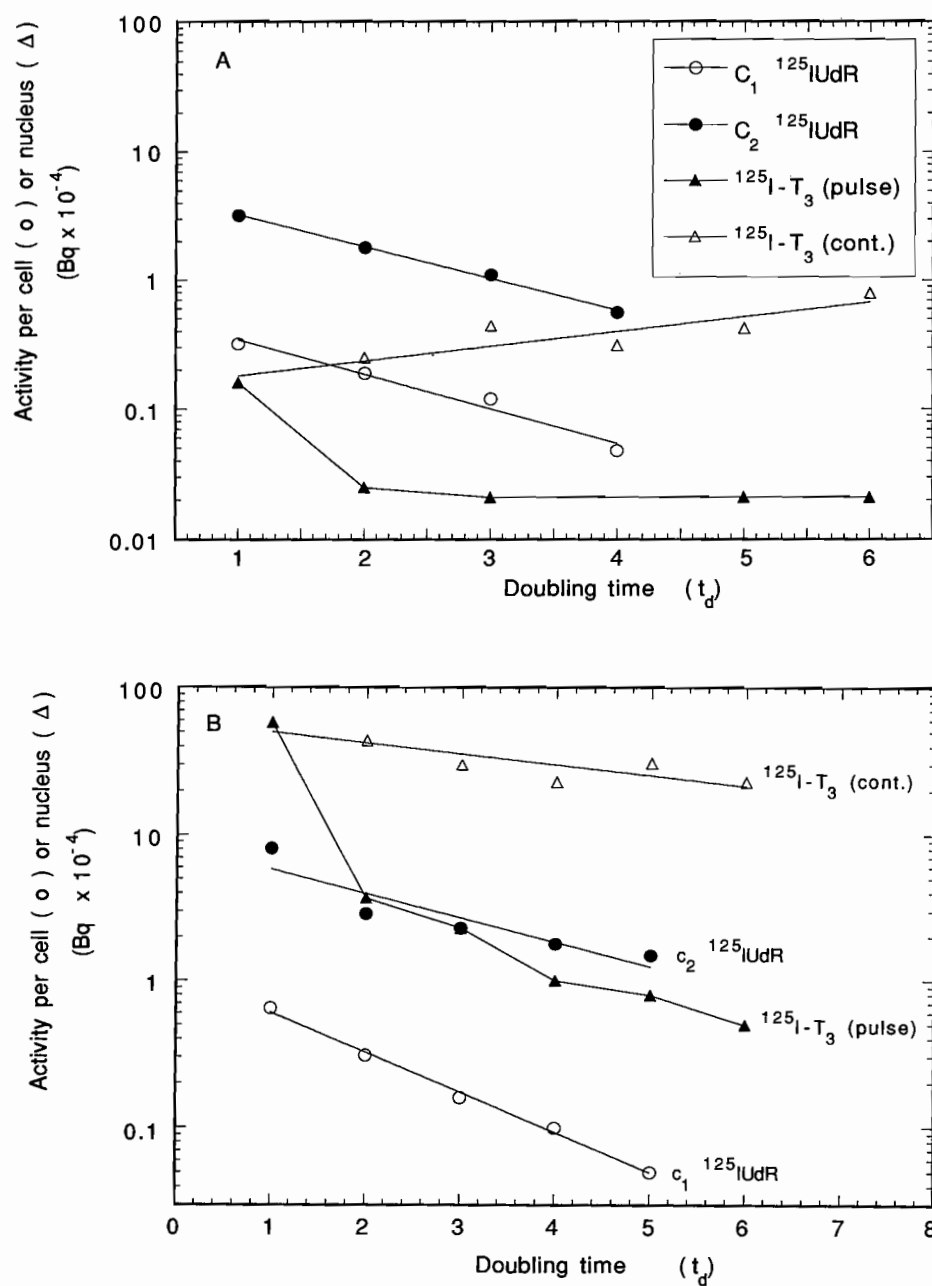 Activity per cell ( o ) or nucleus ( Δ )
(Bq x 10⁻⁴)
100
10
1
0.1
0.01
A
C₁ ¹²⁵IUdR
C₂ ¹²⁵IUdR
¹²⁵I-T₃ (pulse)
¹²⁵I-T₃ (cont.)
1 2 3 4 5 6
Doubling time ( t_d )
Activity per cell ( o ) or nucleus ( Δ )
(Bq x 10⁻⁴)
100
10
1
0.1
B
¹²⁵I-T₃ (cont.)
c₂ ¹²⁵IUdR
¹²⁵I-T₃ (pulse)
c₁ ¹²⁵IUdR
0 1 2 3 4 5 6 7 8
Doubling time ( t_d )